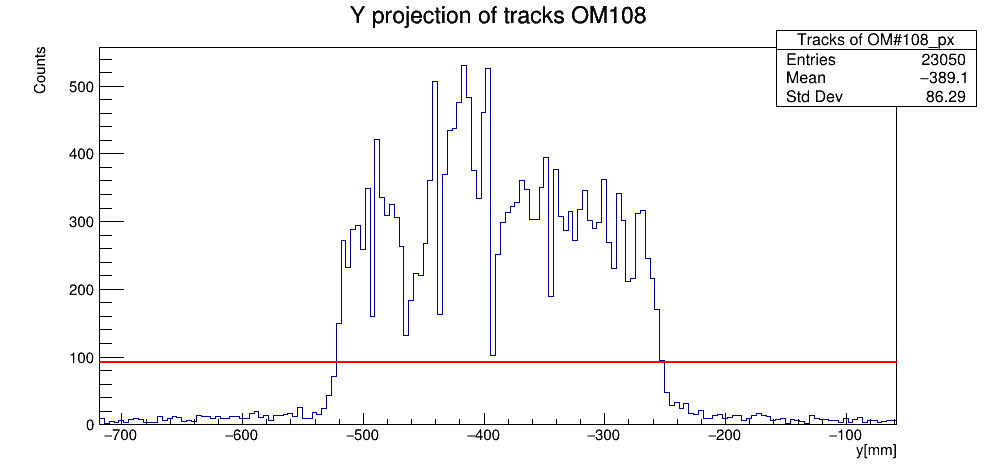 Y projection of tracks OM108
Tracks of OM#108_px
Entries 23050
Mean −389.1
Std Dev 86.29
Counts
500
400
300
200
100
0
−700 −600 −500 −400 −300 −200 −100
y[mm]